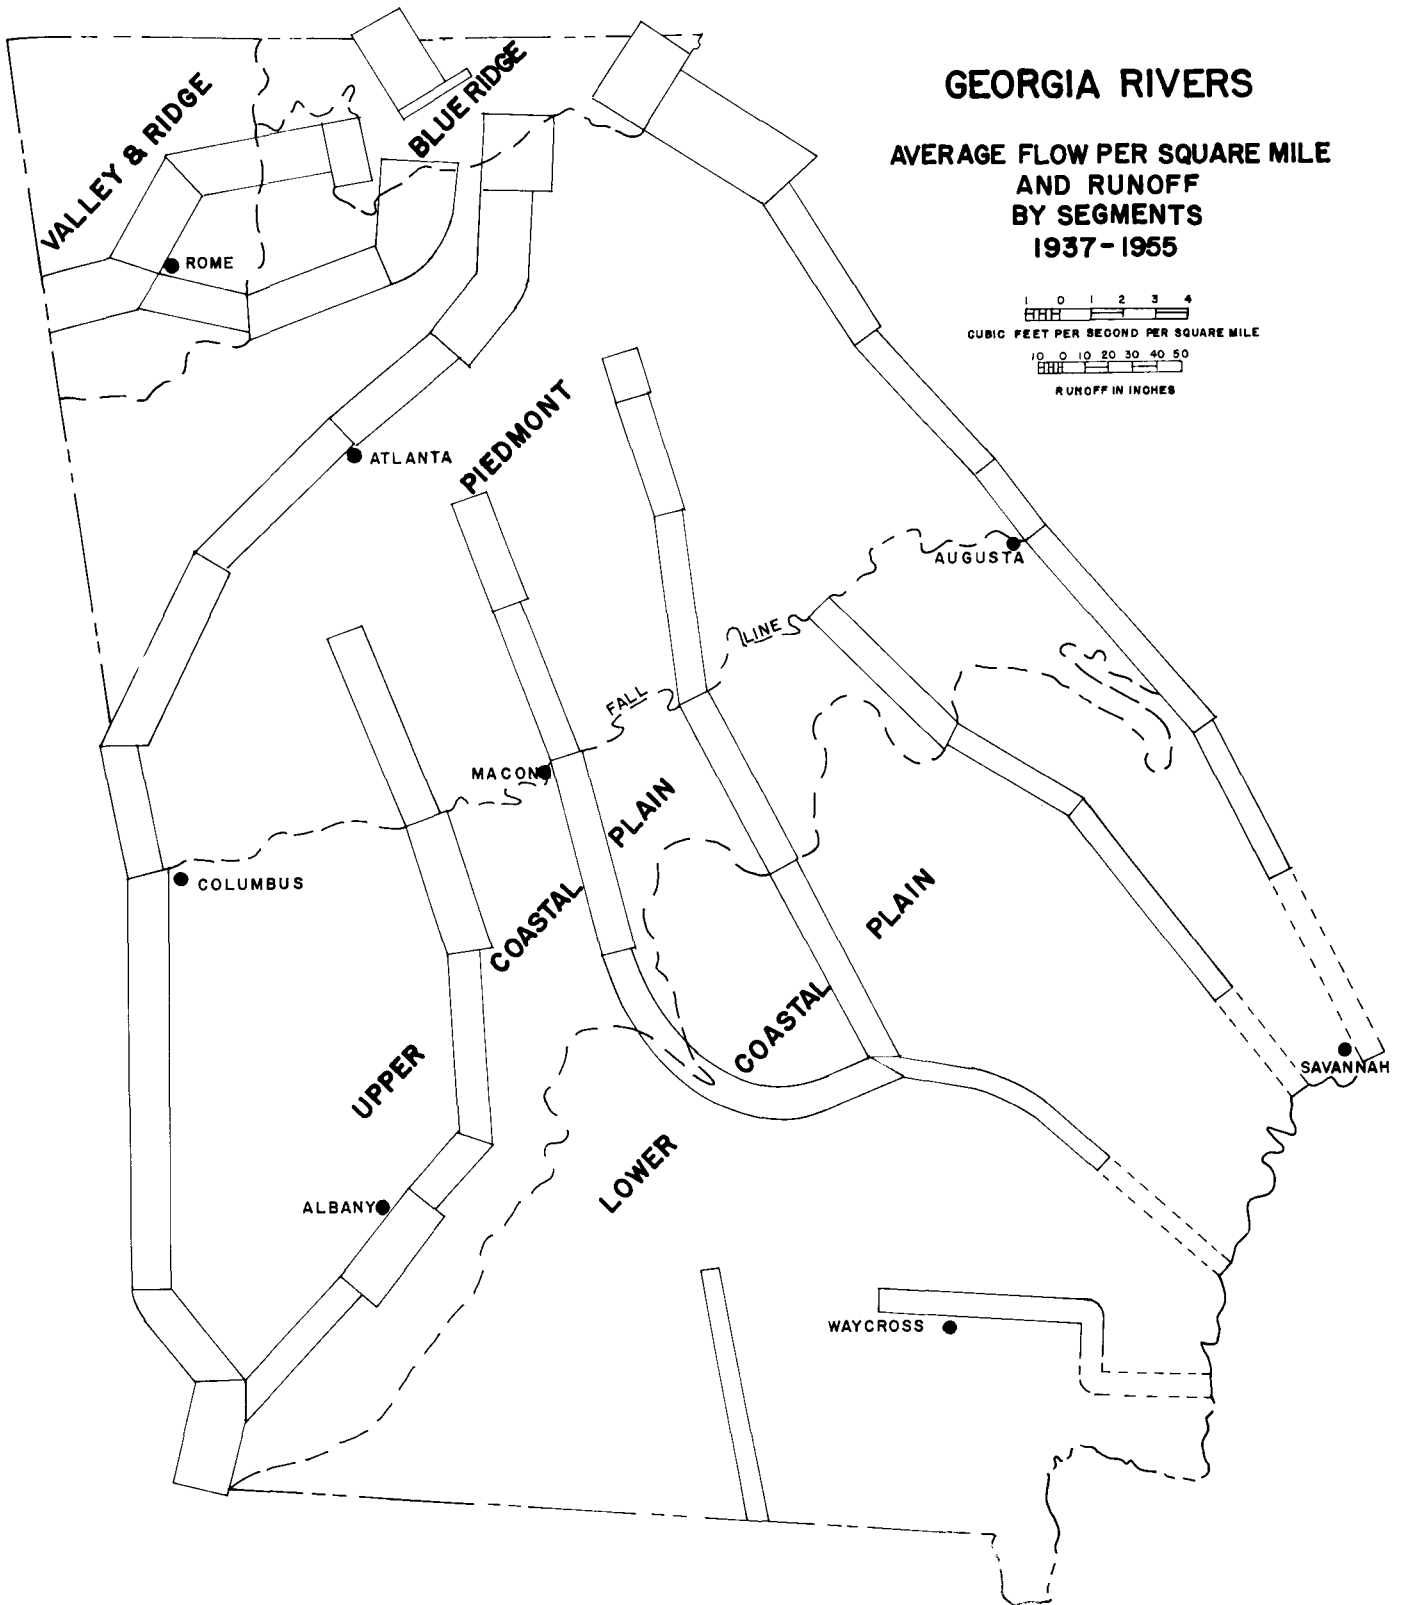 GEORGIA RIVERS
AVERAGE FLOW PER SQUARE MILE
AND RUNOFF
BY SEGMENTS
1937-1955
1 0 1 2 3 4
CUBIC FEET PER SECOND PER SQUARE MILE
10 0 10 20 30 40 50
RUNOFF IN INCHES
VALLEY & RIDGE
BLUE RIDGE
ROME
PIEDMONT
ATLANTA
AUGUSTA
FALL LINE
MACON
COLUMBUS
UPPER COASTAL PLAIN
LOWER COASTAL PLAIN
SAVANNAH
ALBANY
WAYCROSS